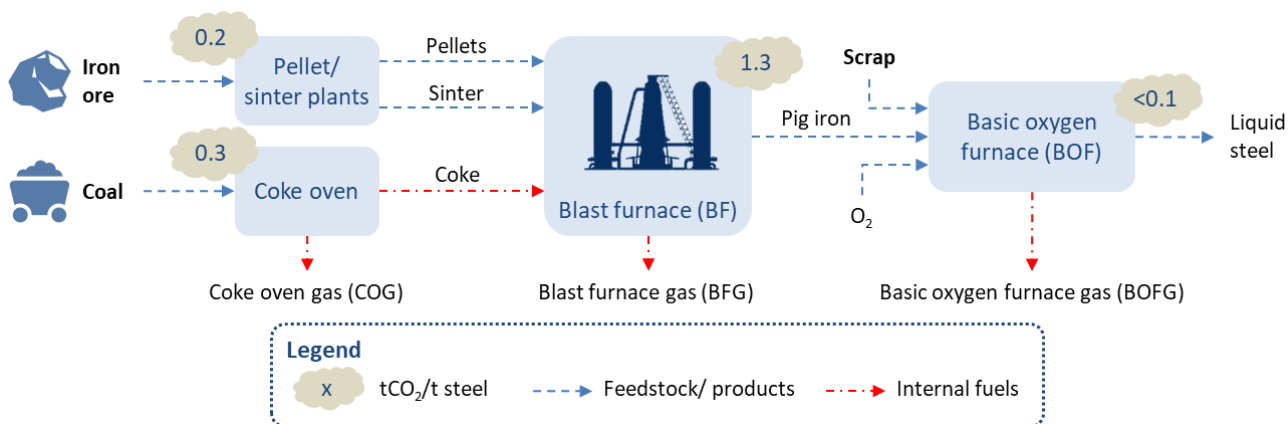 0.2
Iron
ore
Pellet/
sinter plants
Pellets
Sinter
0.3
Coal
Coke oven
Coke
1.3
Blast furnace (BF)
Pig iron
Scrap
O₂
<0.1
Basic oxygen
furnace (BOF)
Liquid
steel
Coke oven gas (COG)
Blast furnace gas (BFG)
Basic oxygen furnace gas (BOFG)
Legend
x
tCO₂/t steel
Feedstock/ products
Internal fuels